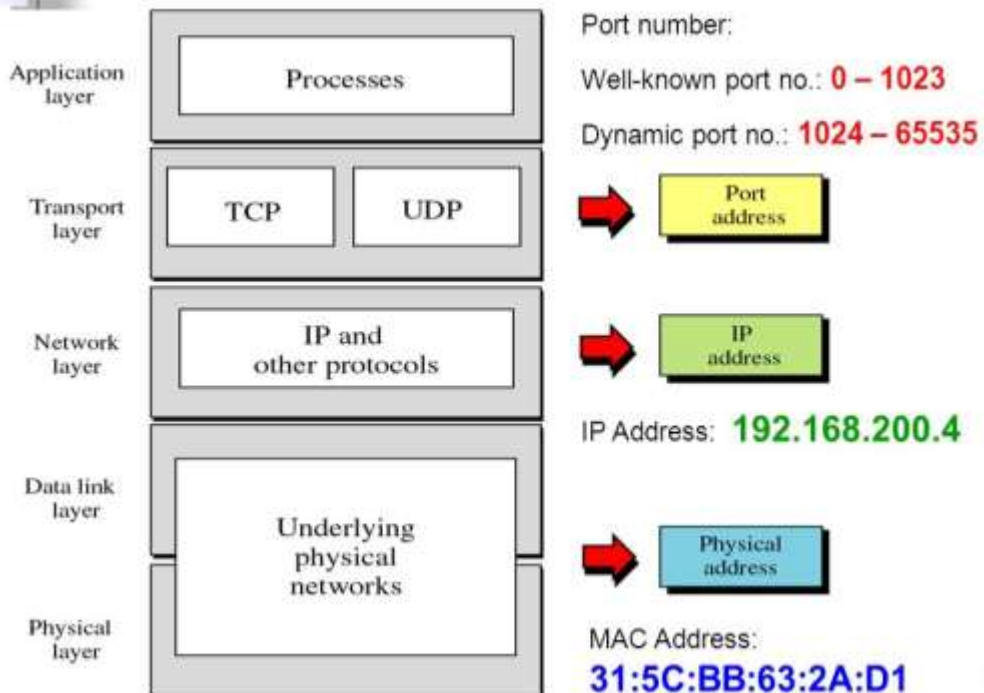 Port number:
Application
layer
Processes
Well-known port no.: 0 – 1023
Dynamic port no.: 1024 – 65535
Transport
layer
TCP
UDP
Port
address
Network
layer
IP and
other protocols
IP
address
IP Address: 192.168.200.4
Data link
layer
Underlying
physical
networks
Physical
address
Physical
layer
MAC Address:
31:5C:BB:63:2A:D1